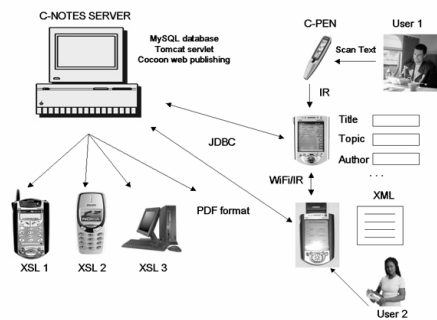 C-NOTES SERVER
MySQL database
Tomcat servlet
Cocoon web publishing
C-PEN
User 1
Scan Text
IR
Title
Topic
Author
. . .
JDBC
WiFi/IR
XML
PDF format
XSL 1
XSL 2
XSL 3
User 2